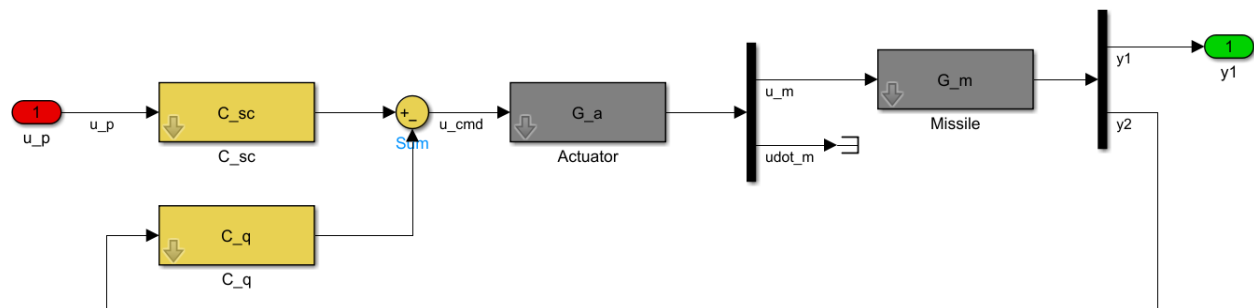 1
u_p
u_p
C_sc
C_sc
+
-
Sum
u_cmd
G_a
Actuator
u_m
udot_m
G_m
Missile
y1
y2
1
y1
C_q
C_q